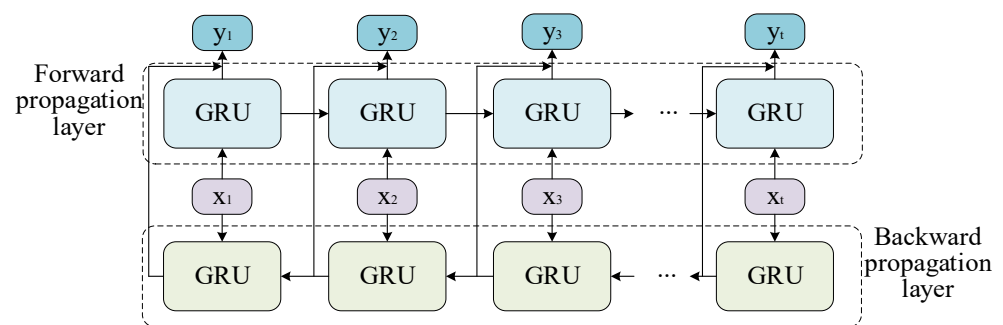 y1 y2 y3 yt
Forward
propagation
layer
GRU GRU GRU ... GRU
x1 x2 x3 xt
GRU GRU GRU ... GRU
Backward
propagation
layer